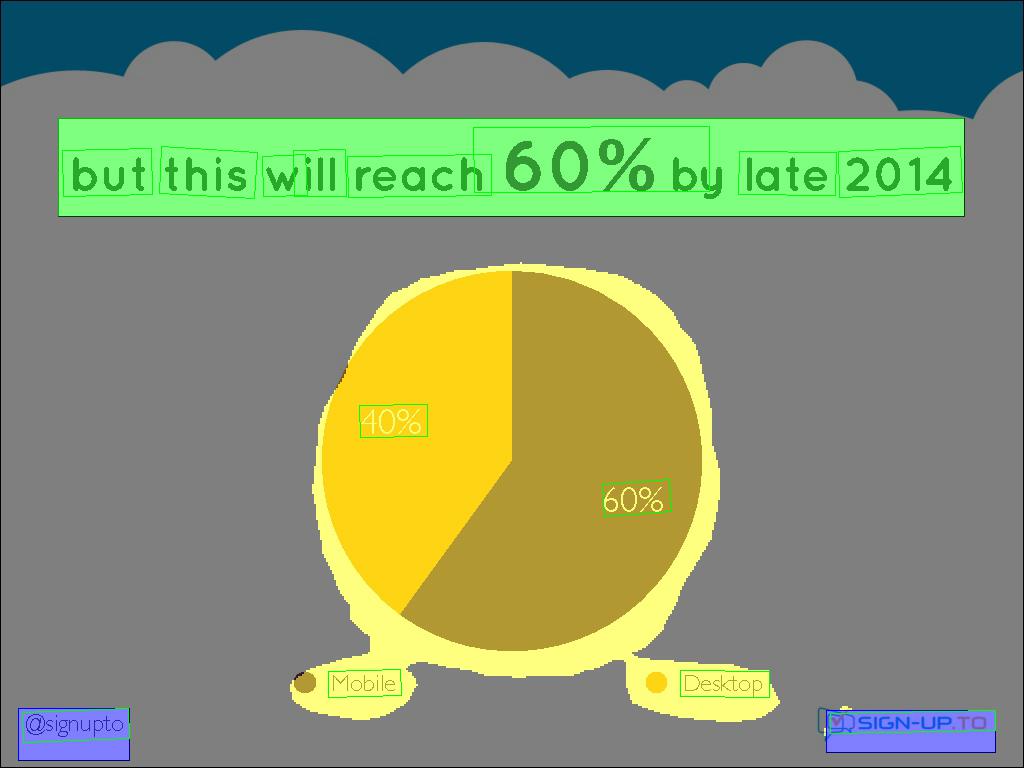 but this will reach 60% by late 2014
40%
60%
Mobile
Desktop
@signupto
SIGN-UP.TO